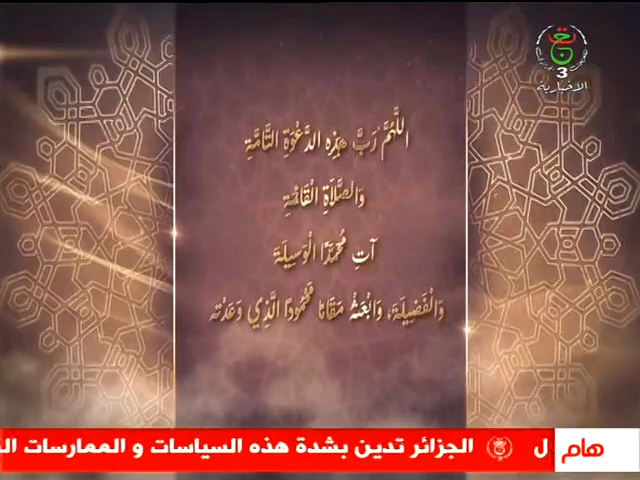 3
الإخبارية
اللَّهُمَّ رَبَّ هَٰذِهِ الدَّعْوَةِ التَّامَّةِ
وَالصَّلَاةِ الْقَائِمَةِ
آتِ مُحَمَّدًا الْوَسِيلَةَ
وَالْفَضِيلَةَ، وَابْعَثْهُ مَقَامًا مَحْمُودًا الَّذِي وَعَدْتَه
هام
ل الجزائر تدين بشدة هذه السياسات و الممارسات ال